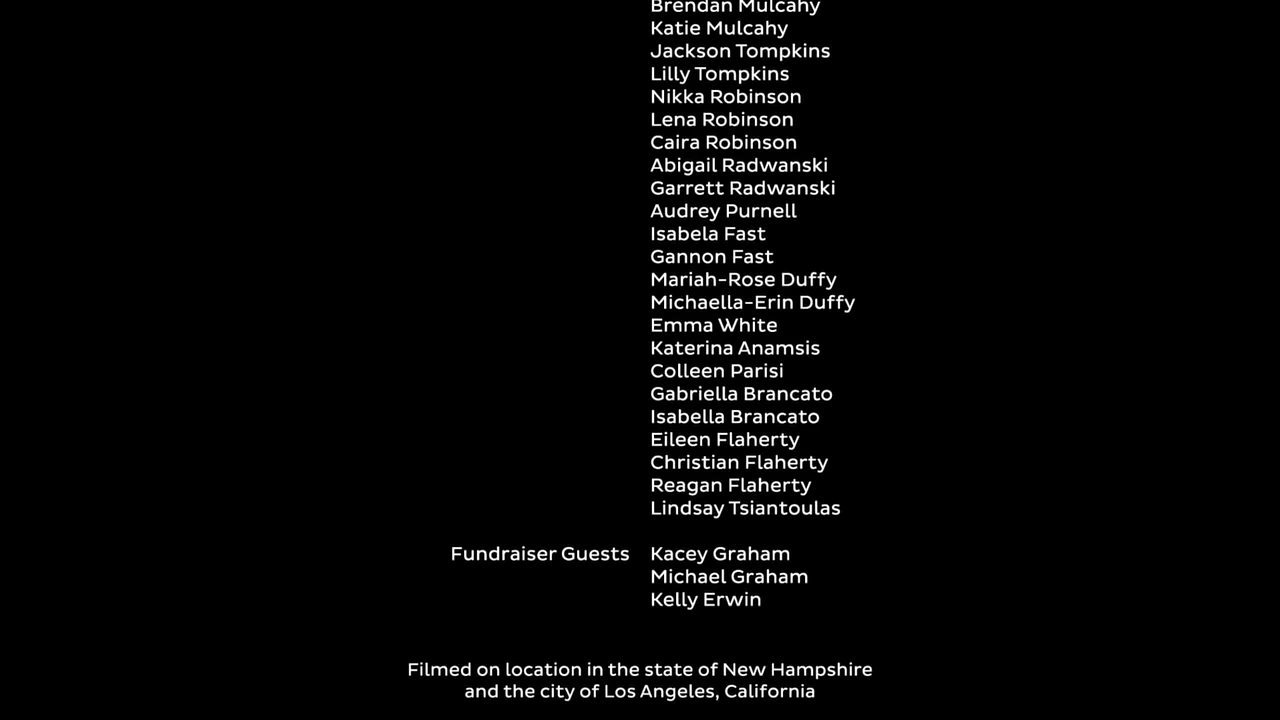 Brendan Mulcahy
Katie Mulcahy
Jackson Tompkins
Lilly Tompkins
Nikka Robinson
Lena Robinson
Caira Robinson
Abigail Radwanski
Garrett Radwanski
Audrey Purnell
Isabela Fast
Gannon Fast
Mariah-Rose Duffy
Michaella-Erin Duffy
Emma White
Katerina Anamsis
Colleen Parisi
Gabriella Brancato
Isabella Brancato
Eileen Flaherty
Christian Flaherty
Reagan Flaherty
Lindsay Tsiantoulas
Fundraiser Guests Kacey Graham
Michael Graham
Kelly Erwin
Filmed on location in the state of New Hampshire
and the city of Los Angeles, California